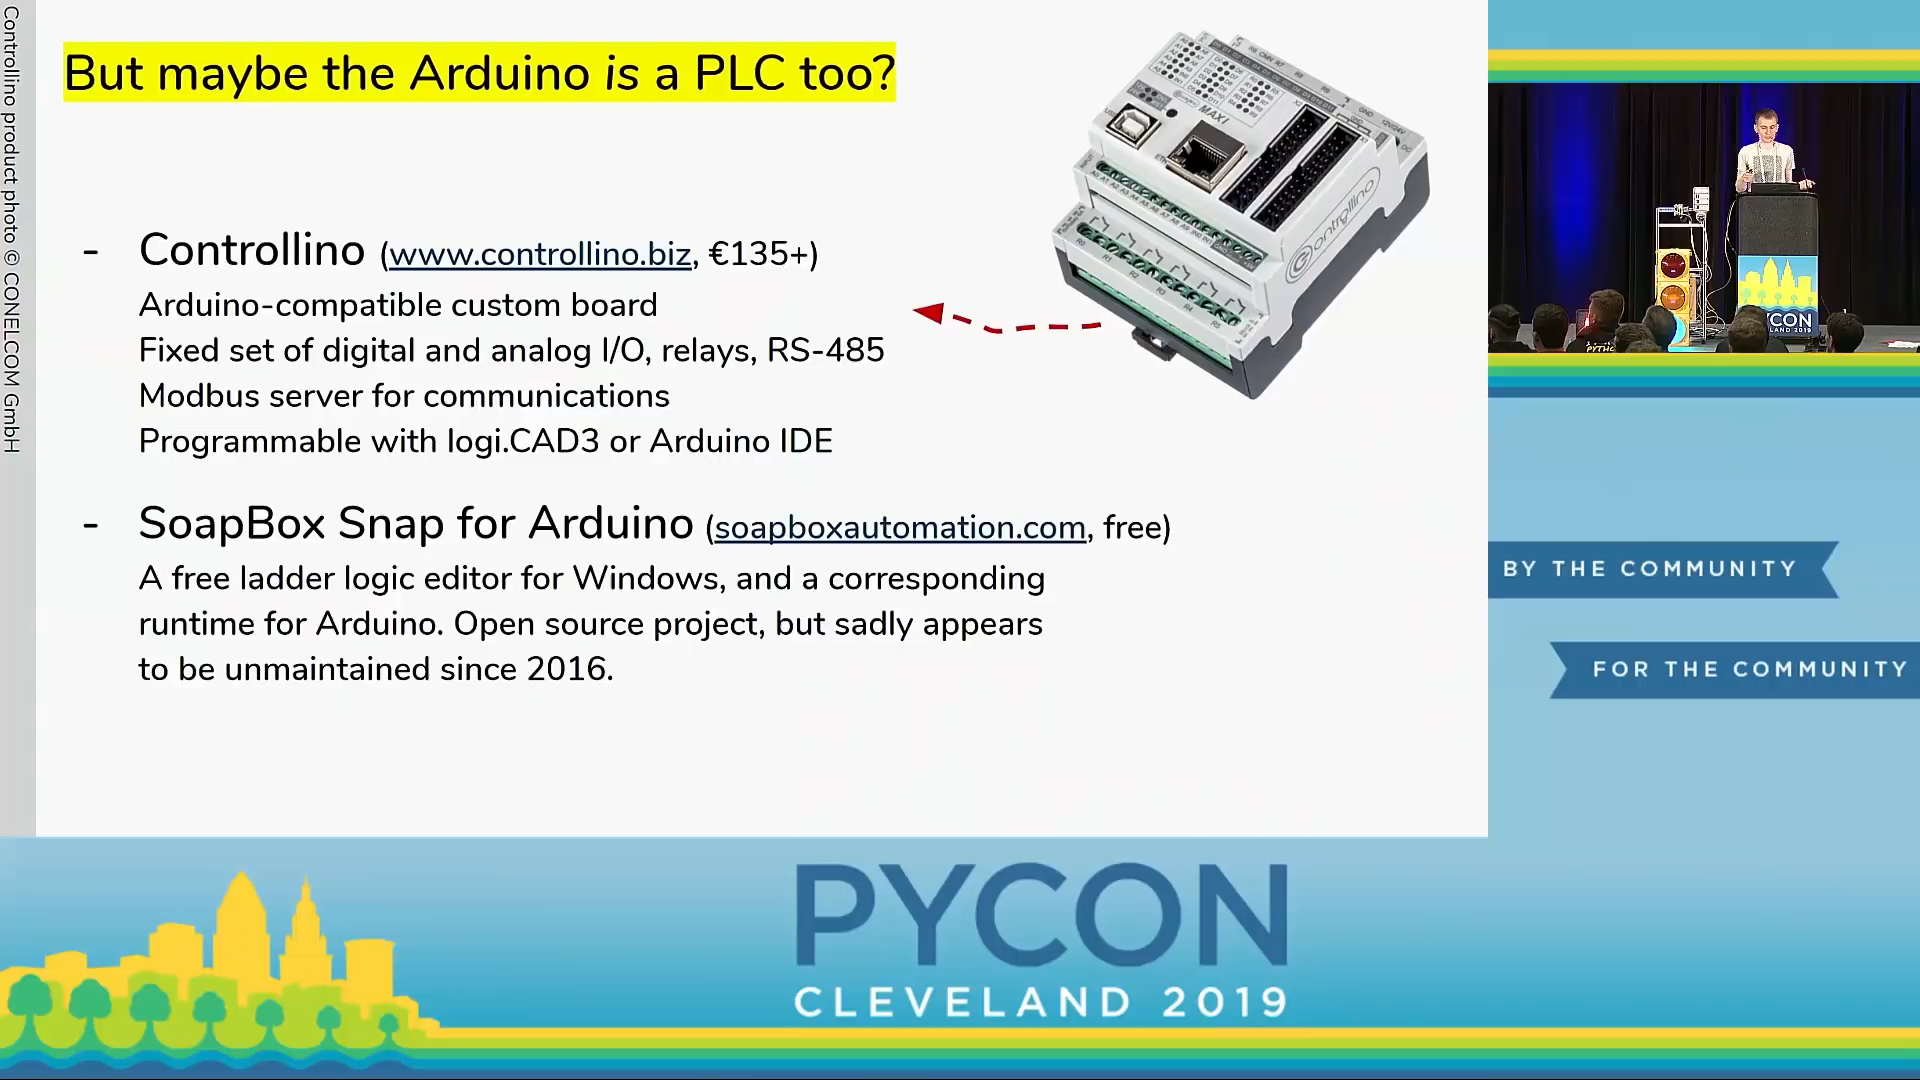 Controllino product photo © CONELCOM GmbH
But maybe the Arduino is a PLC too?
- Controllino (www.controllino.biz, €135+)
Arduino-compatible custom board
Fixed set of digital and analog I/O, relays, RS-485
Modbus server for communications
Programmable with logi.CAD3 or Arduino IDE
- SoapBox Snap for Arduino (soapboxautomation.com, free)
A free ladder logic editor for Windows, and a corresponding
runtime for Arduino. Open source project, but sadly appears
to be unmaintained since 2016.
MAXI
Controllino
BY THE COMMUNITY
FOR THE COMMUNITY
PYCON
CLEVELAND 2019